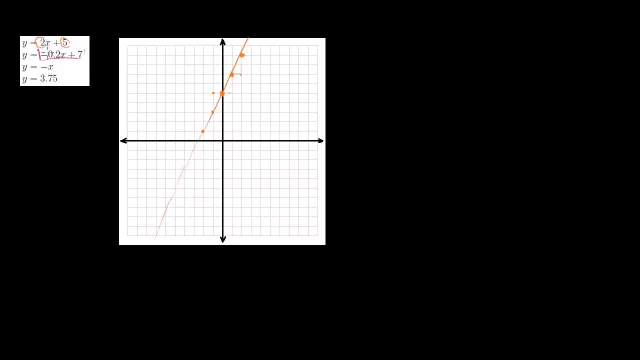 y = 2x + 5
y = -0.2x + 7
y = -x
y = 3.75